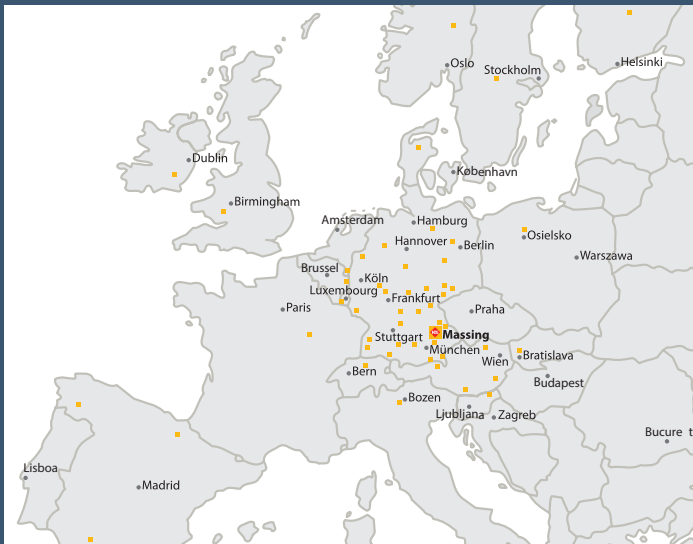 Oslo
Stockholm
Helsinki
Dublin
København
Birmingham
Amsterdam
Hamburg
Hannover
Berlin
Osielsko
Warszawa
Brussel
Köln
Luxembourg
Frankfurt
Paris
Praha
Stuttgart
Massing
München
Wien
Bratislava
Bern
Budapest
Bozen
Ljubljana
Zagreb
Bucure t
Lisboa
Madrid